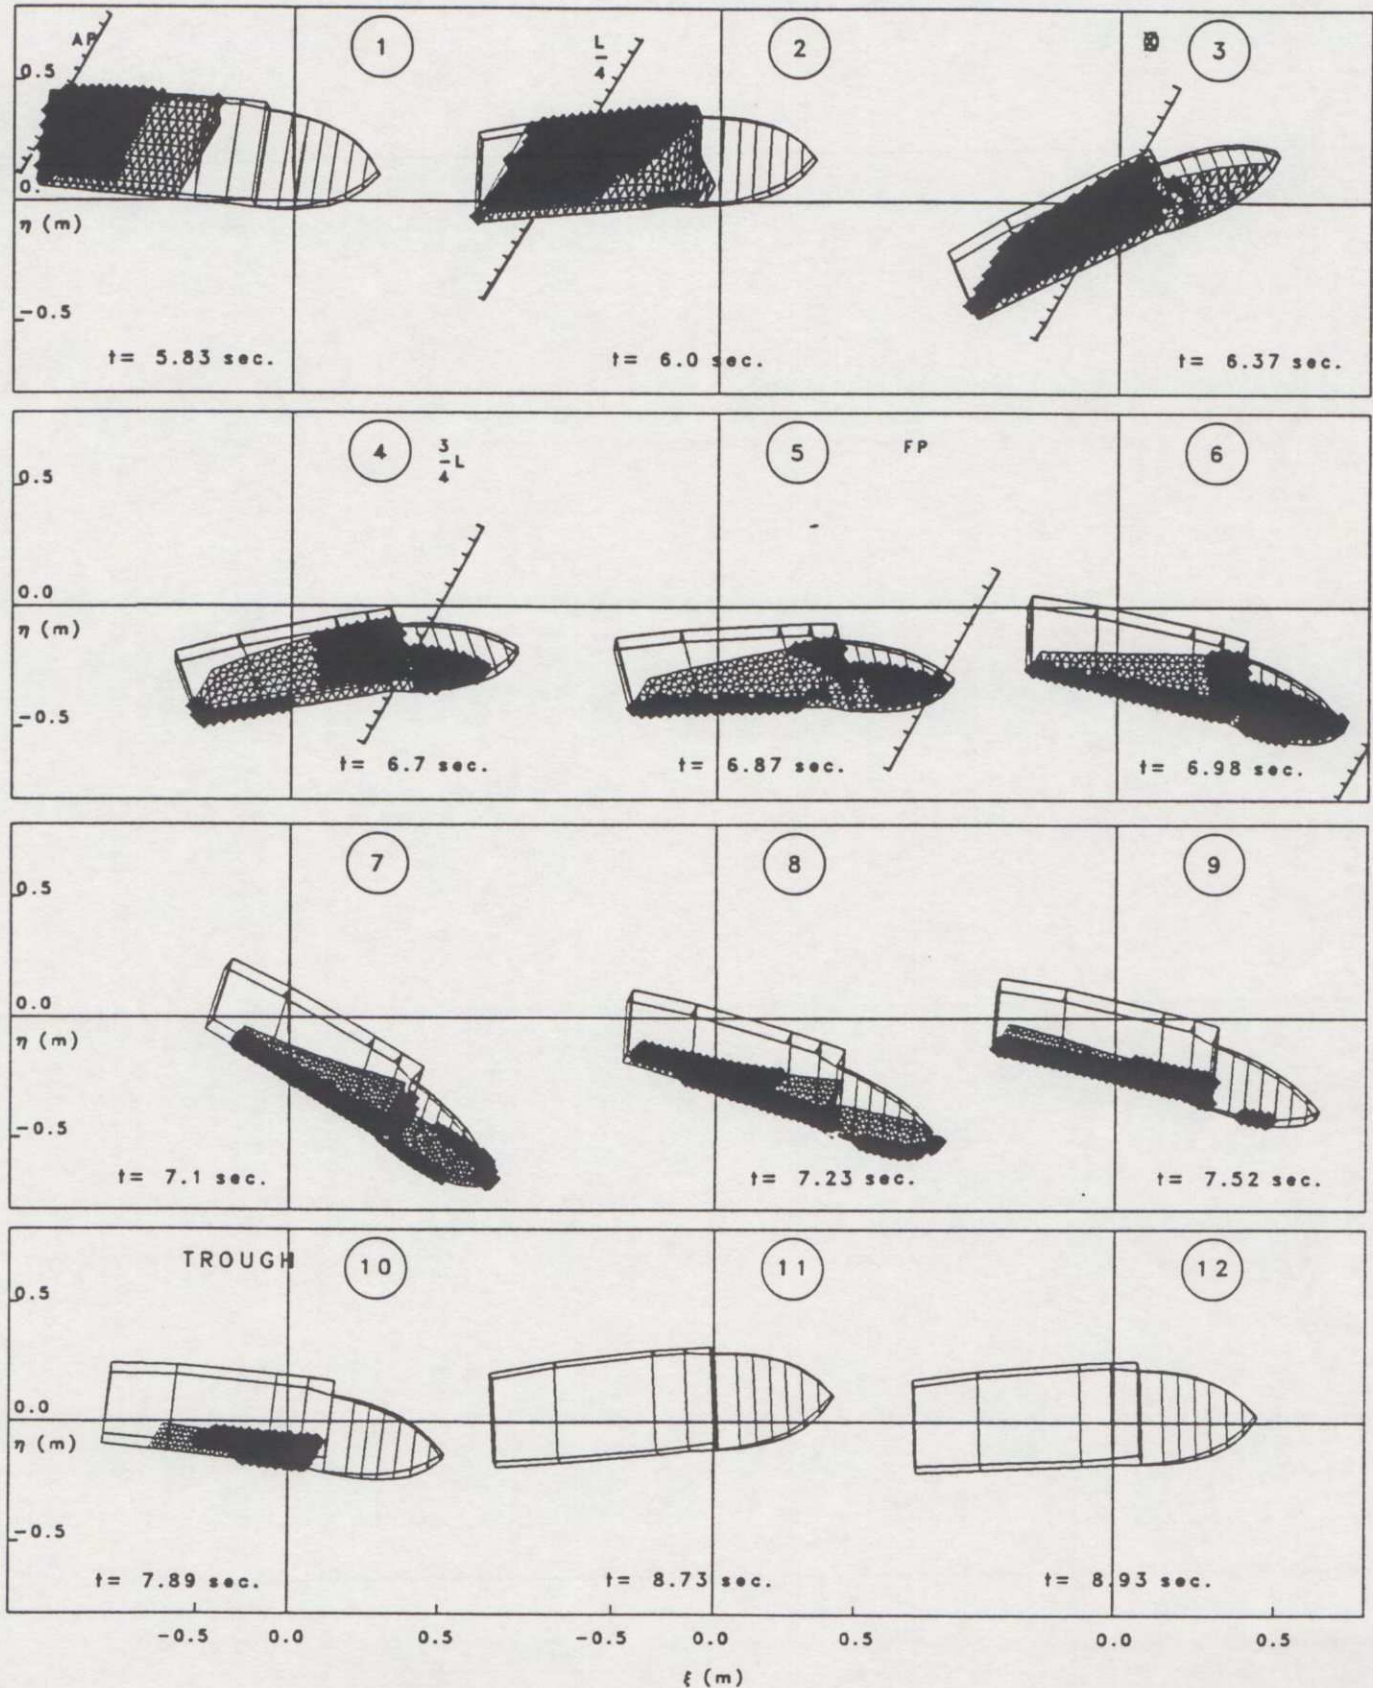 AP 1 L/4 2 3
0.5
0.
η (m)
-0.5
t= 5.83 sec. t= 6.0 sec. t= 6.37 sec.
4 3/4 L 5 FP 6
0.5
0.0
η (m)
-0.5
t= 6.7 sec. t= 6.87 sec. t= 6.98 sec.
7 8 9
0.5
0.0
η (m)
-0.5
t= 7.1 sec. t= 7.23 sec. t= 7.52 sec.
TROUGH 10 11 12
0.5
0.0
η (m)
-0.5
t= 7.89 sec. t= 8.73 sec. t= 8.93 sec.
-0.5 0.0 0.5 -0.5 0.0 0.5 0.0 0.5
ξ (m)